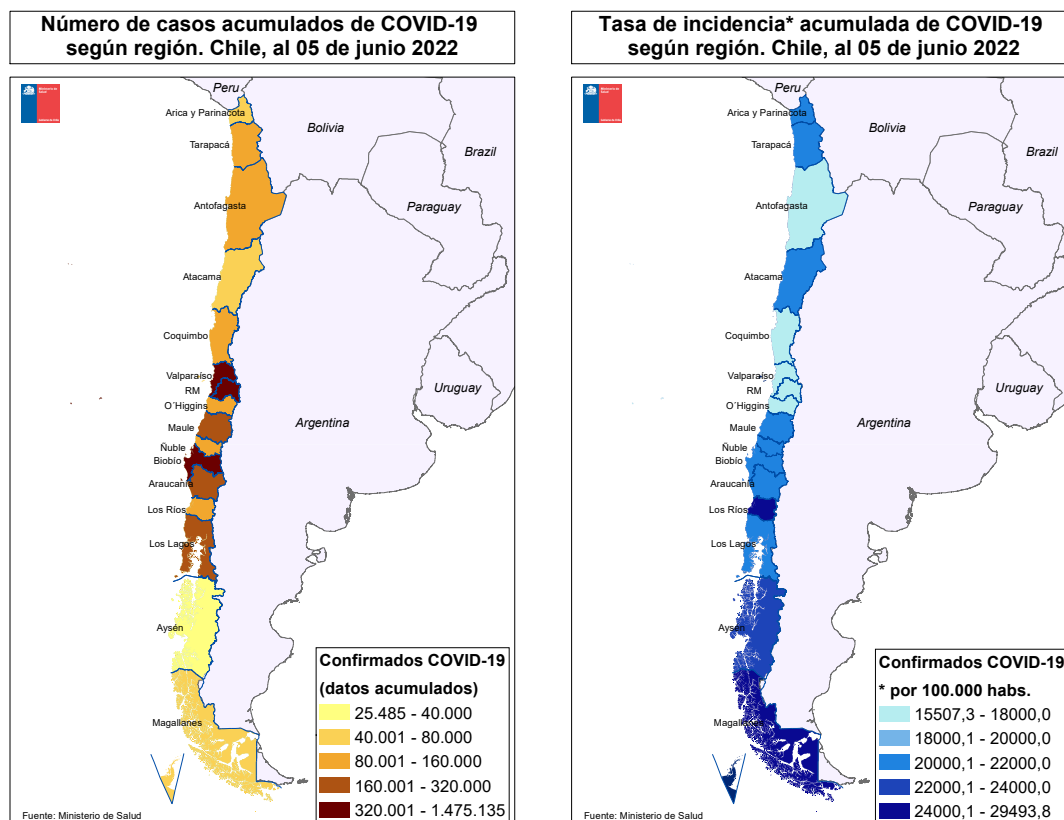 Número de casos acumulados de COVID-19
según región. Chile, al 05 de junio 2022
Peru
Arica y Parinacota
Bolivia
Tarapacá
Brazil
Antofagasta
Paraguay
Atacama
Coquimbo
Valparaíso
RM
Uruguay
O´Higgins
Argentina
Maule
Ñuble
Biobío
Araucanía
Los Ríos
Los Lagos
Aysén
Magallanes
Confirmados COVID-19
(datos acumulados)
25.485 - 40.000
40.001 - 80.000
80.001 - 160.000
160.001 - 320.000
320.001 - 1.475.135
Fuente: Ministerio de Salud
Tasa de incidencia* acumulada de COVID-19
según región. Chile, al 05 de junio 2022
Peru
Arica y Parinacota
Bolivia
Tarapacá
Brazil
Antofagasta
Paraguay
Atacama
Coquimbo
Valparaíso
RM
Uruguay
O´Higgins
Argentina
Maule
Ñuble
Biobío
Araucanía
Los Ríos
Los Lagos
Aysén
Magallanes
Confirmados COVID-19
* por 100.000 habs.
15507,3 - 18000,0
18000,1 - 20000,0
20000,1 - 22000,0
22000,1 - 24000,0
24000,1 - 29493,8
Fuente: Ministerio de Salud